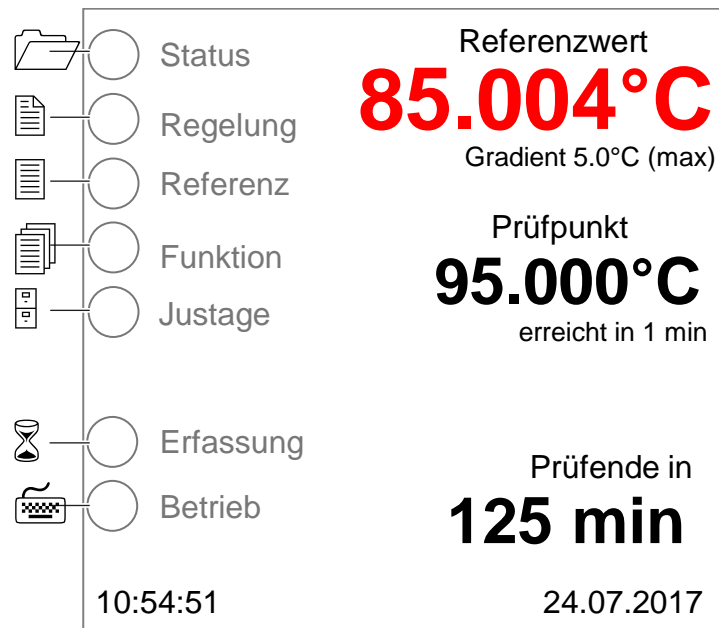 Status
Regelung
Referenz
Funktion
Justage
Erfassung
Betrieb
Referenzwert
85.004°C
Gradient 5.0°C (max)
Prüfpunkt
95.000°C
erreicht in 1 min
Prüfende in
125 min
10:54:51
24.07.2017